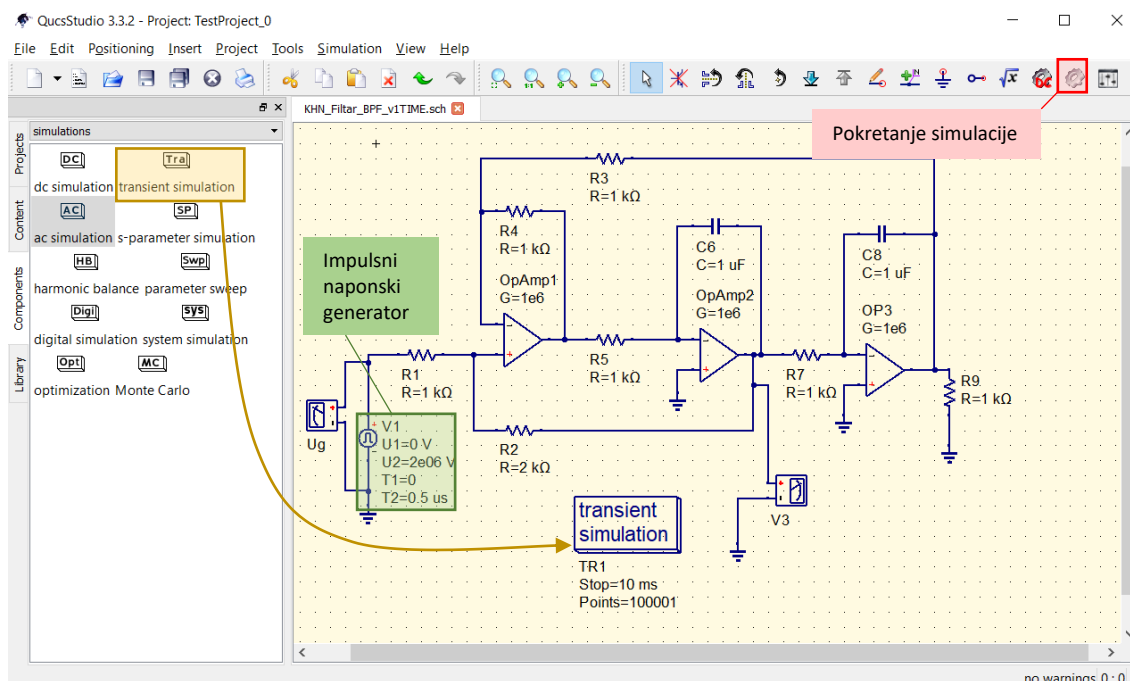 QucsStudio 3.3.2 - Project: TestProject_0
File Edit Positioning Insert Project Tools Simulation View Help
KHN_Filtar_BPF_v1TIME.sch
Pokretanje simulacije
Projects
Content
Components
Library
simulations
DC
Tra
dc simulation transient simulation
AC
SP
ac simulation s-parameter simulation
HB
Swp
harmonic balance parameter sweep
Digi
sys
digital simulation system simulation
Opt
MC
optimization Monte Carlo
Impulsni
naponski
generator
R3
R=1 kΩ
R4
R=1 kΩ
OpAmp1
G=1e6
C6
C=1 uF
OpAmp2
G=1e6
C8
C=1 uF
OP3
G=1e6
R1
R=1 kΩ
R5
R=1 kΩ
R7
R=1 kΩ
R9
R=1 kΩ
Ug
V1
U1=0 V
U2=2e06 V
T1=0
T2=0.5 us
R2
R=2 kΩ
V3
transient
simulation
TR1
Stop=10 ms
Points=100001
no warnings 0 : 0